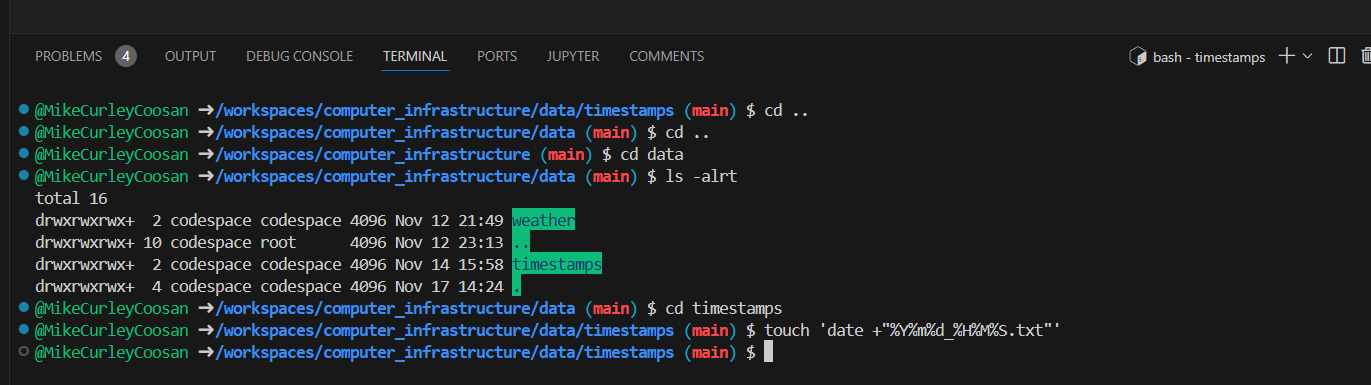 PROBLEMS 4 OUTPUT DEBUG CONSOLE TERMINAL PORTS JUPYTER COMMENTS bash - timestamps
@MikeCurleyCoosan ➜/workspaces/computer_infrastructure/data/timestamps (main) $ cd ..
@MikeCurleyCoosan ➜/workspaces/computer_infrastructure/data (main) $ cd ..
@MikeCurleyCoosan ➜/workspaces/computer_infrastructure (main) $ cd data
@MikeCurleyCoosan ➜/workspaces/computer_infrastructure/data (main) $ ls -alrt
total 16
drwxrwxrwx+  2 codespace codespace 4096 Nov 12 21:49 weather
drwxrwxrwx+ 10 codespace root      4096 Nov 12 23:13 ..
drwxrwxrwx+  2 codespace codespace 4096 Nov 14 15:58 timestamps
drwxrwxrwx+  4 codespace codespace 4096 Nov 17 14:24 .
@MikeCurleyCoosan ➜/workspaces/computer_infrastructure/data (main) $ cd timestamps
@MikeCurleyCoosan ➜/workspaces/computer_infrastructure/data/timestamps (main) $ touch 'date +"%Y%m%d_%H%M%S.txt"'
@MikeCurleyCoosan ➜/workspaces/computer_infrastructure/data/timestamps (main) $